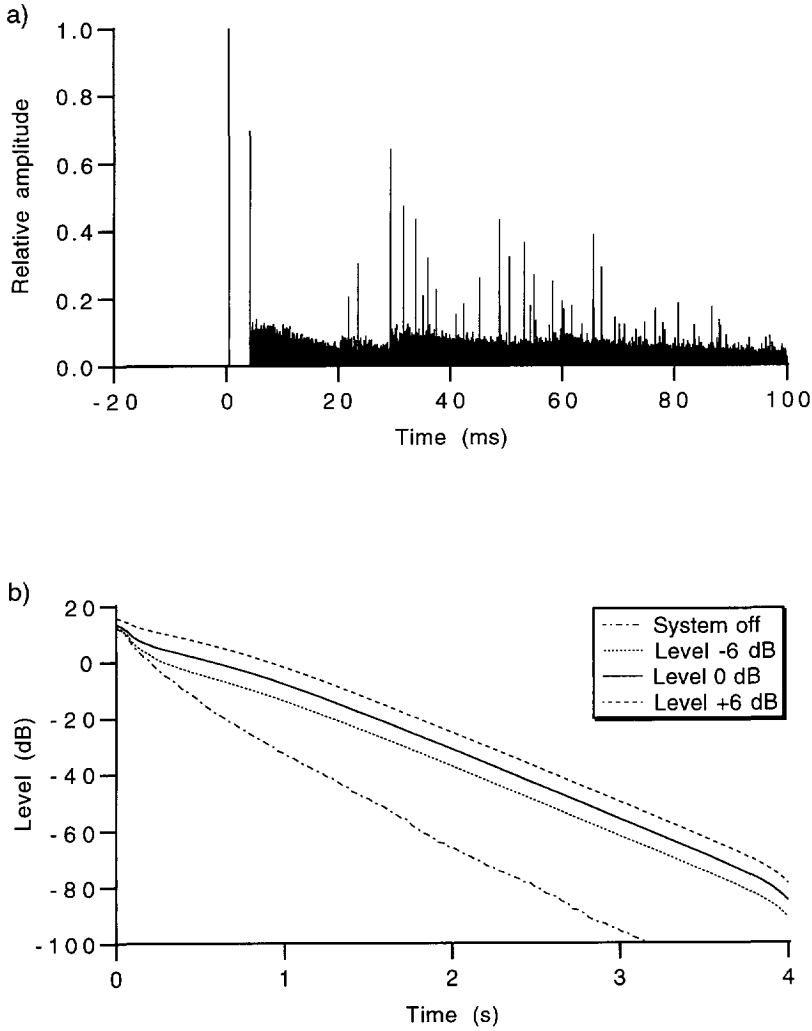 a)
1.0
0.8
0.6
0.4
0.2
0.0
Relative amplitude
-20 0 20 40 60 80 100
Time (ms)
b)
20
0
-20
-40
-60
-80
-100
Level (dB)
System off
Level -6 dB
Level 0 dB
Level +6 dB
0 1 2 3 4
Time (s)